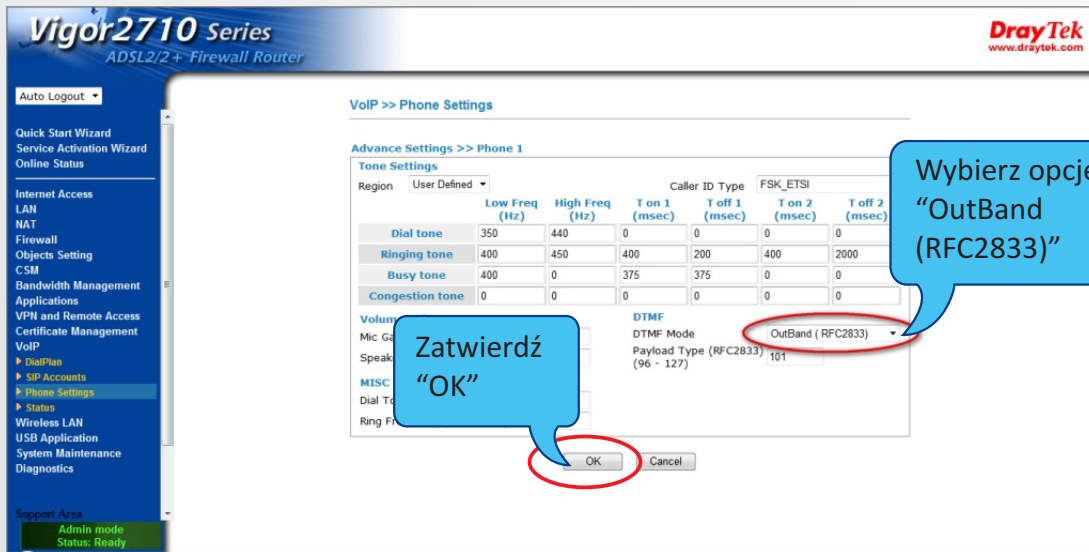 Vigor2710 Series
ADSL2/2+ Firewall Router
DrayTek
www.draytek.com
Auto Logout
Quick Start Wizard
Service Activation Wizard
Online Status
Internet Access
LAN
NAT
Firewall
Objects Setting
CSM
Bandwidth Management
Applications
VPN and Remote Access
Certificate Management
VoIP
DialPlan
SIP Accounts
Phone Settings
Status
Wireless LAN
USB Application
System Maintenance
Diagnostics
Support Area
Admin mode
Status: Ready
VoIP >> Phone Settings
Advance Settings >> Phone 1
Tone Settings
Region User Defined Caller ID Type FSK_ETSI
Low Freq (Hz) High Freq (Hz) T on 1 (msec) T off 1 (msec) T on 2 (msec) T off 2 (msec)
Dial tone 350 440 0 0 0 0
Ringing tone 400 450 400 200 400 2000
Busy tone 400 0 375 375 0 0
Congestion tone 0 0 0 0 0 0
Mic
MISC
Dial
Ring
DTMF
DTMF Mode OutBand ( RFC2833)
Payload Type (RFC2833) 101
(96 - 127)
OK Cancel
Wybierz opcje
“OutBand
(RFC2833)”
Zatwierdź
“OK”